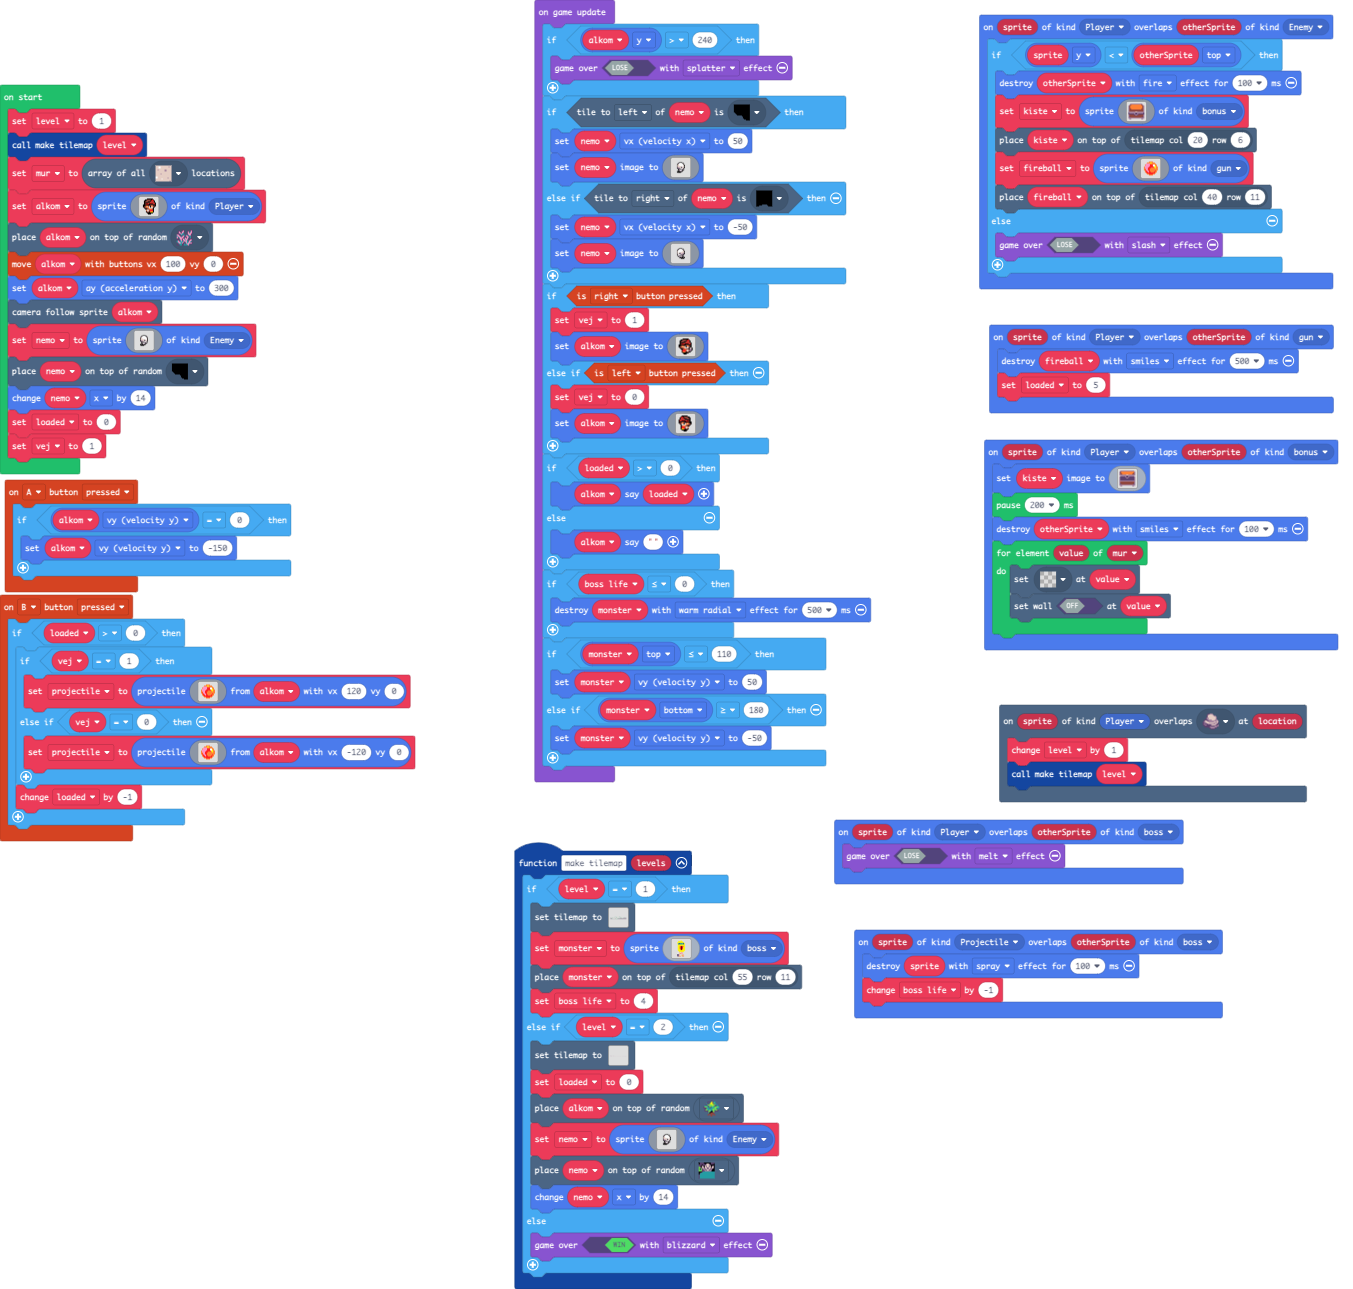 on start
set level to 1
call make tilemap level
set mur to array of all locations
set alkom to sprite of kind Player
place alkom on top of random
move alkom with buttons vx 100 vy 0
set alkom ay (acceleration y) to 300
camera follow sprite alkom
set nemo to sprite of kind Enemy
place nemo on top of random
change nemo x by 14
set loaded to 0
set vej to 1
on A button pressed
if alkom vy (velocity y) = 0 then
set alkom vy (velocity y) to -150
on B button pressed
if loaded > 0 then
if vej = 1 then
set projectile to projectile from alkom with vx 120 vy 0
else if vej = 0 then
set projectile to projectile from alkom with vx -120 vy 0
change loaded by -1
on game update
if alkom y > 240 then
game over LOSE with splatter effect
if tile to left of nemo is then
set nemo vx (velocity x) to 50
set nemo image to
else if tile to right of nemo is then
set nemo vx (velocity x) to -50
set nemo image to
if is right button pressed then
set vej to 1
set alkom image to
else if is left button pressed then
set vej to 0
set alkom image to
if loaded > 0 then
alkom say loaded
else
alkom say " "
if boss life ≤ 0 then
destroy monster with warm radial effect for 500 ms
if monster top ≤ 110 then
set monster vy (velocity y) to 50
else if monster bottom ≥ 180 then
set monster vy (velocity y) to -50
function make tilemap levels
if level = 1 then
set tilemap to
set monster to sprite of kind boss
place monster on top of tilemap col 55 row 11
set boss life to 4
else if level = 2 then
set tilemap to
set loaded to 0
place alkom on top of random
set nemo to sprite of kind Enemy
place nemo on top of random
change nemo x by 14
else
game over WIN with blizzard effect
on sprite of kind Player overlaps otherSprite of kind Enemy
if sprite y < otherSprite top then
destroy otherSprite with fire effect for 100 ms
set kiste to sprite of kind bonus
place kiste on top of tilemap col 20 row 6
set fireball to sprite of kind gun
place fireball on top of tilemap col 40 row 11
else
game over LOSE with slash effect
on sprite of kind Player overlaps otherSprite of kind gun
destroy fireball with smiles effect for 500 ms
set loaded to 5
on sprite of kind Player overlaps otherSprite of kind bonus
set kiste image to
pause 200 ms
destroy otherSprite with smiles effect for 100 ms
for element value of mur
do set at value
set wall OFF at value
on sprite of kind Player overlaps at location
change level by 1
call make tilemap level
on sprite of kind Player overlaps otherSprite of kind boss
game over LOSE with melt effect
on sprite of kind Projectile overlaps otherSprite of kind boss
destroy sprite with spray effect for 100 ms
change boss life by -1